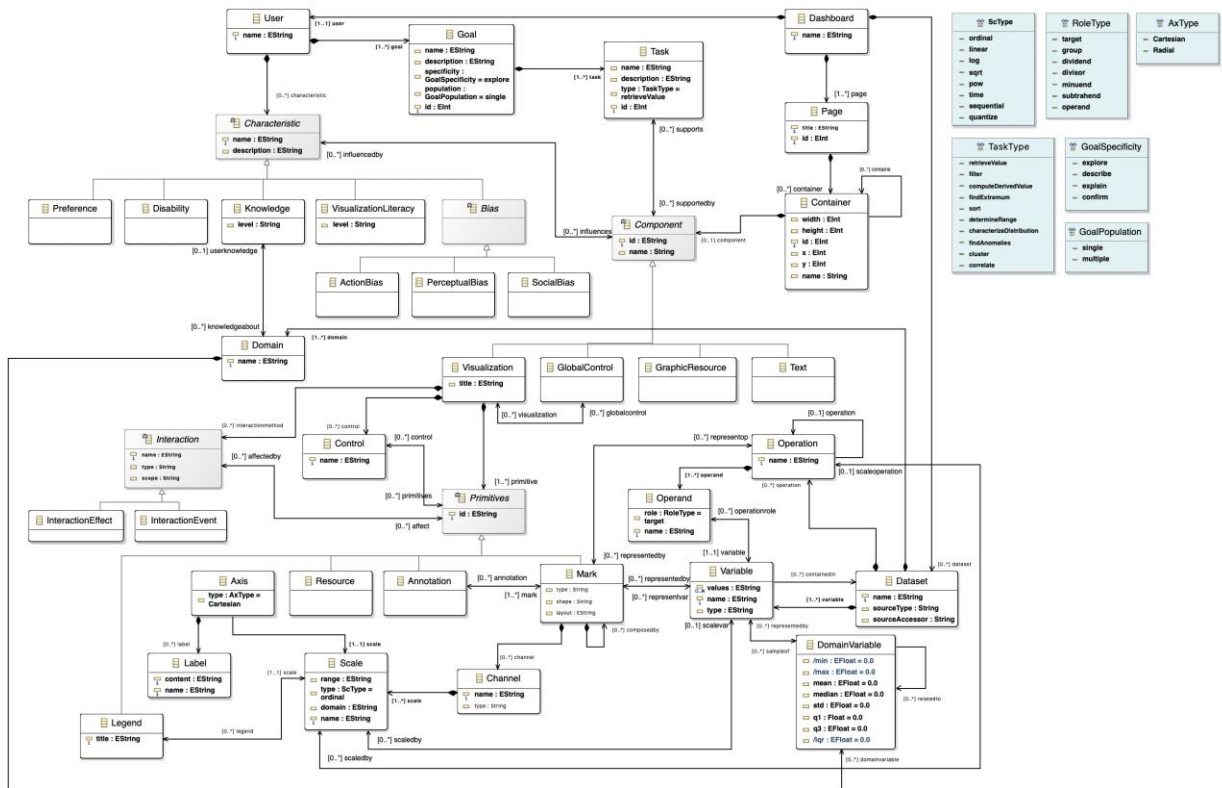 User
name : EString
[1..1] user
Dashboard
name : EString
[1..*] goal
Goal
name : EString
description : EString
specificity :
GoalSpecificity = explore
population :
GoalPopulation = single
id : EInt
[1..*] task
Task
name : EString
description : EString
type : TaskType =
retrieveValue
id : EInt
[1..*] page
Page
title : EString
id : EInt
ScType
ordinal
linear
log
sqrt
pow
time
sequential
quantize
RoleType
target
group
dividend
divisor
minuend
subtrahend
operand
AxType
Cartesian
Radial
TaskType
retrieveValue
filter
computeDerivedValue
findExtremum
sort
determineRange
characterizeDistribution
findAnomalies
cluster
correlate
GoalSpecificity
explore
describe
explain
confirm
GoalPopulation
single
multiple
[0..*] characteristic
Characteristic
name : EString
description : EString
[0..*] influencedby
[0..*] supports
[0..*] supportedby
[0..*] container
[0..*] contains
Container
width : EInt
height : EInt
id : EInt
x : EInt
y : EInt
name : String
Preference
Disability
Knowledge
level : String
VisualizationLiteracy
level : String
Bias
[0..*] influences
Component
id : EString
name : String
[0..1] component
[0..1] userknowledge
ActionBias
PerceptualBias
SocialBias
[0..*] knowledgeabout
[1..*] domain
Domain
name : EString
Visualization
title : EString
GlobalControl
GraphicResource
Text
[0..*] visualization
[0..*] globalcontrol
[0..*] interactionmethod
[0..*] control
Interaction
name : EString
type : String
scope : String
[0..*] affectedby
Control
name : EString
[0..*] control
[0..*] primitives
[1..*] primitive
[0..*] affect
Primitives
id : EString
InteractionEffect
InteractionEvent
[0..*] representop
[0..1] operation
Operation
name : EString
[0..1] scaleoperation
[1..*] operand
[0..*] operation
Operand
role : RoleType =
target
name : EString
[0..*] operationrole
[1..1] variable
[0..*] representedby
Axis
type : AxType =
Cartesian
Resource
Annotation
[0..*] annotation
[1..*] mark
Mark
type : String
shape : String
layout : EString
[0..*] representedby
[0..*] representvar
Variable
values : EString
name : EString
type : EString
[0..*] containedin
[1..*] variable
[0..*] dataset
Dataset
name : EString
sourceType : String
sourceAccessor : String
[0..*] composedby
[0..1] scalevar
[0..*] representedby
[0..*] sampleof
[0..*] label
[1..1] scale
Label
content : EString
name : EString
[1..1] scale
Scale
range : EString
type : ScType =
ordinal
domain : EString
name : EString
[0..*] channel
[1..*] scale
Channel
name : EString
type : String
DomainVariable
/min : EFloat = 0.0
/max : EFloat = 0.0
mean : EFloat = 0.0
median : EFloat = 0.0
std : EFloat = 0.0
q1 : Float = 0.0
q3 : EFloat = 0.0
/iqr : EFloat = 0.0
[0..*] relatedto
Legend
title : EString
[0..*] legend
[0..*] scaledby
[0..*] scaledby
[0..*] domainvariable